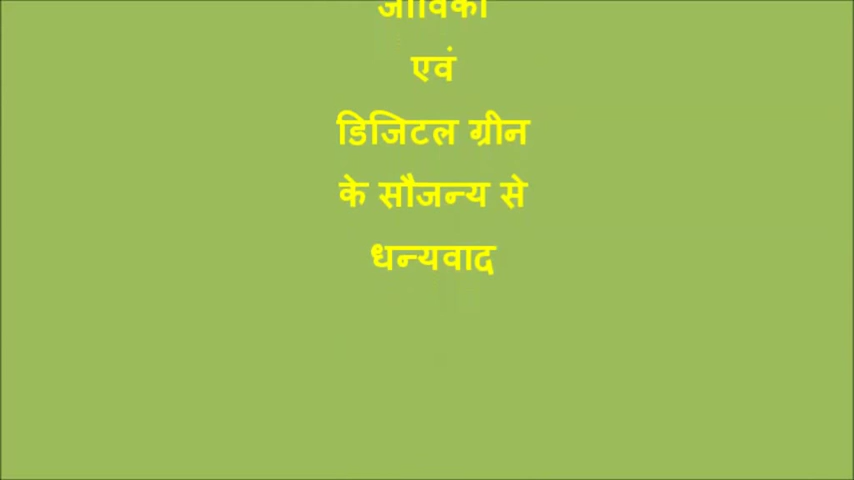 जीविका
एवं
डिजिटल ग्रीन
के सौजन्य से
धन्यवाद